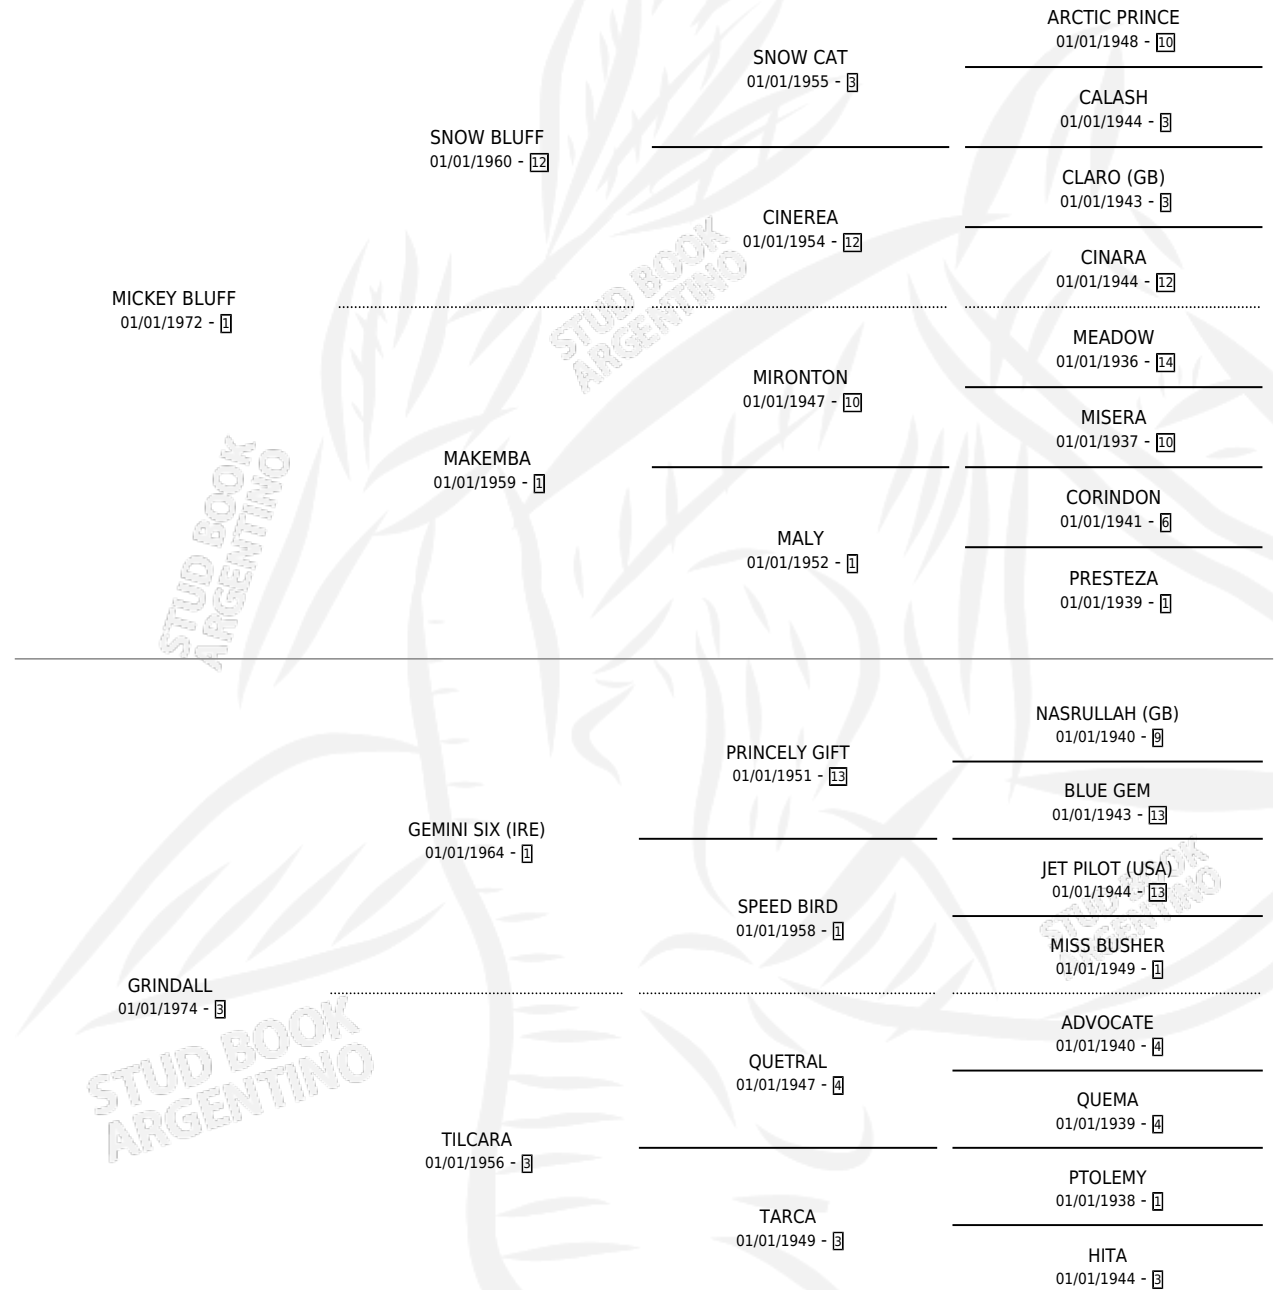 ARCTIC PRINCE
01/01/1948 - 10
SNOW CAT
01/01/1955 - 3
CALASH
01/01/1944 - 3
SNOW BLUFF
01/01/1960 - 12
CLARO (GB)
01/01/1943 - 3
CINEREA
01/01/1954 - 12
CINARA
01/01/1944 - 12
MICKEY BLUFF
01/01/1972 - 1
MEADOW
01/01/1936 - 14
MIRONTON
01/01/1947 - 10
MISERA
01/01/1937 - 10
MAKEMBA
01/01/1959 - 1
CORINDON
01/01/1941 - 6
MALY
01/01/1952 - 1
PRESTEZA
01/01/1939 - 1
NASRULLAH (GB)
01/01/1940 - 9
PRINCELY GIFT
01/01/1951 - 13
BLUE GEM
01/01/1943 - 13
GEMINI SIX (IRE)
01/01/1964 - 1
JET PILOT (USA)
01/01/1944 - 13
SPEED BIRD
01/01/1958 - 1
MISS BUSHER
01/01/1949 - 1
GRINDALL
01/01/1974 - 3
ADVOCATE
01/01/1940 - 4
QUETRAL
01/01/1947 - 4
QUEMA
01/01/1939 - 4
TILCARA
01/01/1956 - 3
PTOLEMY
01/01/1938 - 1
TARCA
01/01/1949 - 3
HITA
01/01/1944 - 3
STUD BOOK
ARGENTINO
STUD BOOK
ARGENTINO
STUD BOOK
ARGENTINO
STUD BOOK
ARGENTINO